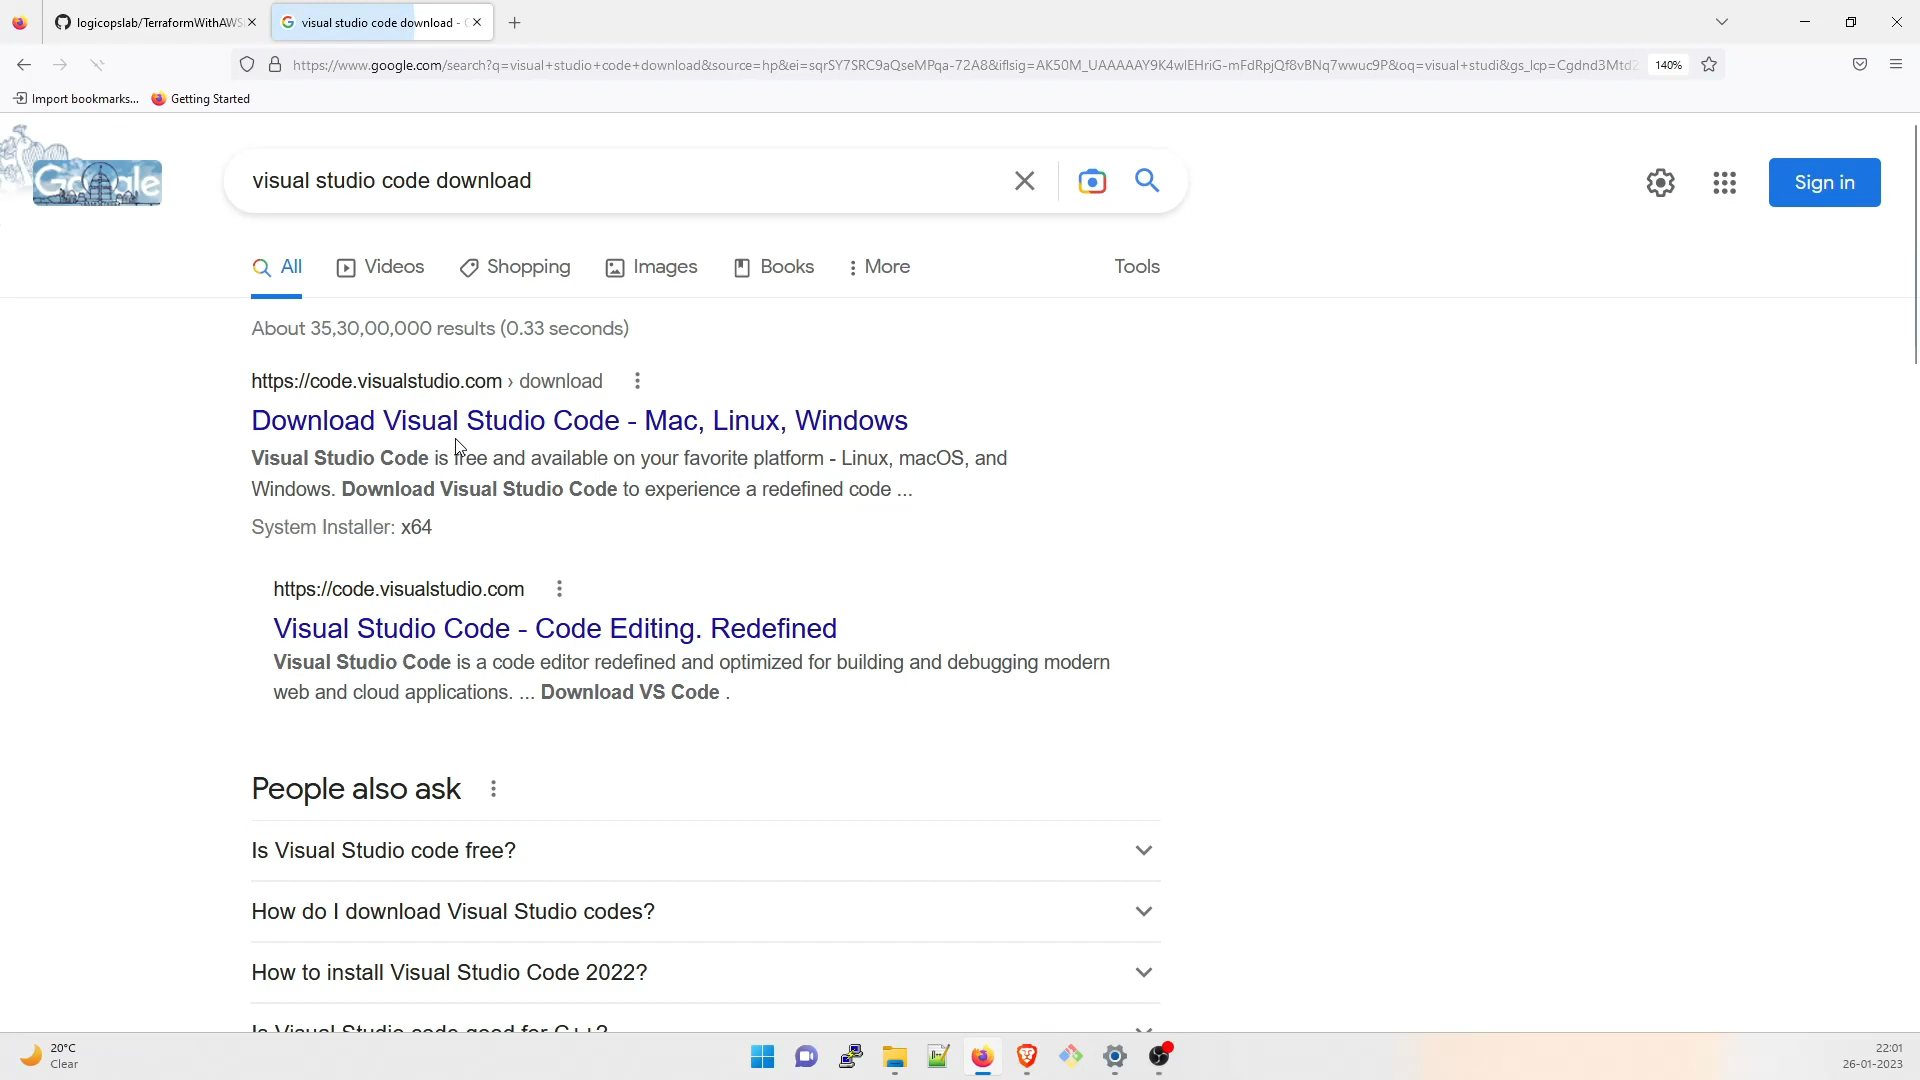 logicopslab/TerraformWithAWS
visual studio code download -
https://www.google.com/search?q=visual+studio+code+download&source=hp&ei=sqrSY7SRC9aQseMPqa-72A8&iflsig=AK50M_UAAAAAY9K4wlEHriG-mFdRpjQf8vBNq7wwuc9P&oq=visual+studi&gs_lcp=Cgdnd3Mtd2
140%
Import bookmarks...
Getting Started
Google
visual studio code download
Sign in
All
Videos
Shopping
Images
Books
More
Tools
About 35,30,00,000 results (0.33 seconds)
https://code.visualstudio.com › download
Download Visual Studio Code - Mac, Linux, Windows
Visual Studio Code is free and available on your favorite platform - Linux, macOS, and
Windows. Download Visual Studio Code to experience a redefined code ...
System Installer: x64
https://code.visualstudio.com
Visual Studio Code - Code Editing. Redefined
Visual Studio Code is a code editor redefined and optimized for building and debugging modern
web and cloud applications. ... Download VS Code .
People also ask
Is Visual Studio code free?
How do I download Visual Studio codes?
How to install Visual Studio Code 2022?
Is Visual Studio code good for C++?
20°C
Clear
22:01
26-01-2023